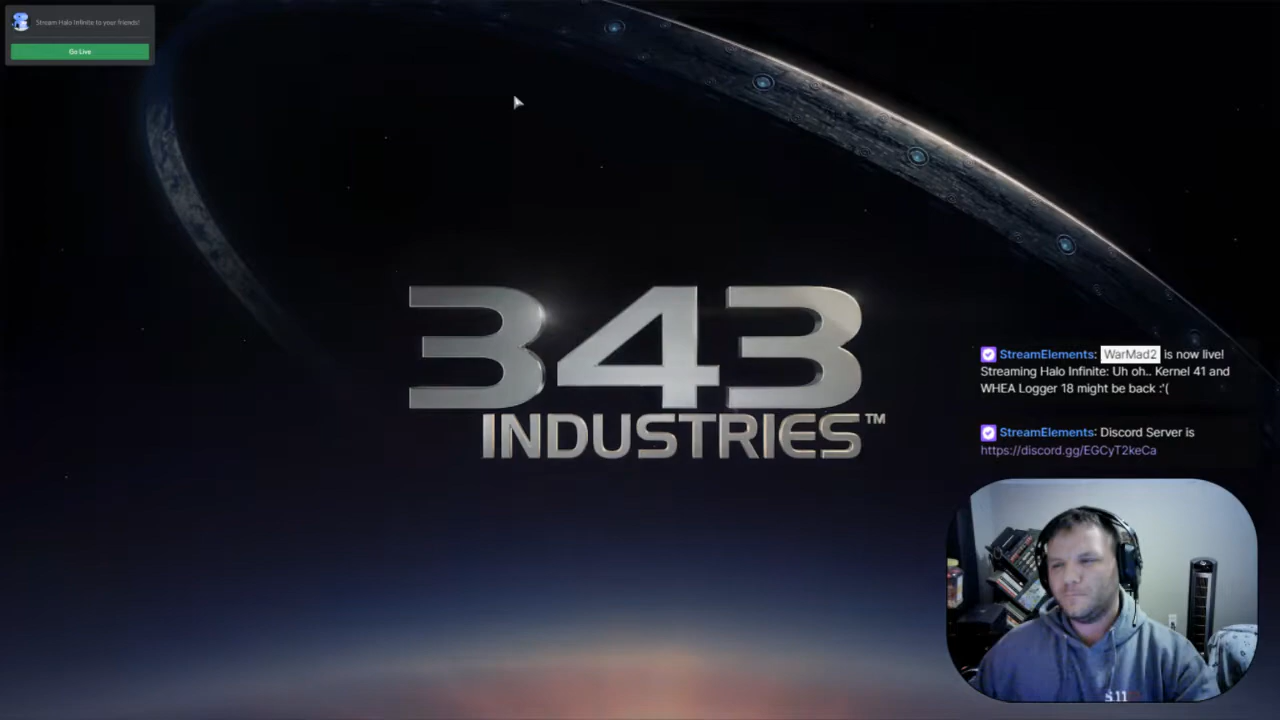 Stream Halo Infinite to your friends!
Go Live
343
INDUSTRIES™
StreamElements: WarMad2 is now live!
Streaming Halo Infinite: Uh oh.. Kernel 41 and
WHEA Logger 18 might be back :'(
StreamElements: Discord Server is
https://discord.gg/EGCyT2keCa